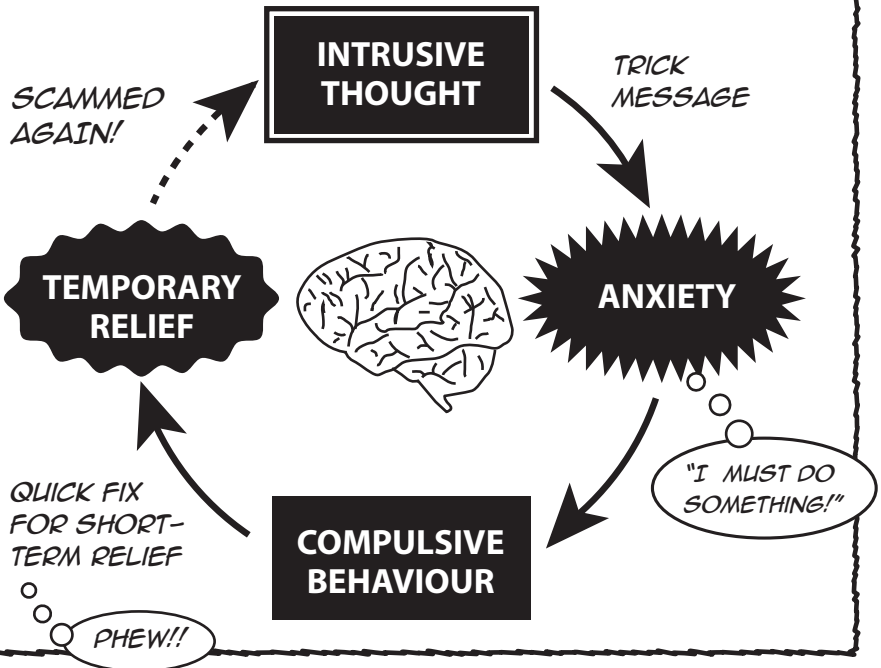 INTRUSIVE
THOUGHT
TRICK
MESSAGE
ANXIETY
"I MUST DO
SOMETHING!"
COMPULSIVE
BEHAVIOUR
QUICK FIX
FOR SHORT-
TERM RELIEF
PHEW!!
TEMPORARY
RELIEF
SCAMMED
AGAIN!